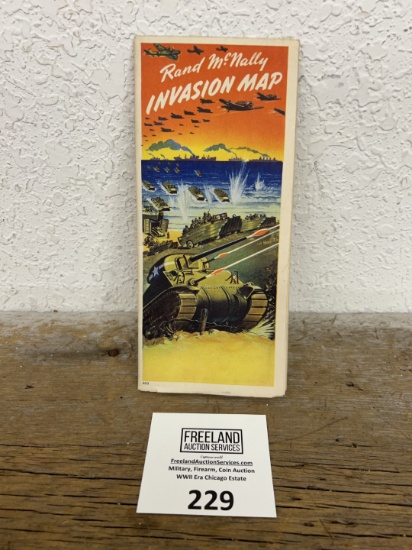 Rand McNally
INVASION MAP
FREELAND
AUCTION SERVICES
FreelandAuctionServices.com
Military, Firearm, Coin Auction
WWII Era Chicago Estate
229